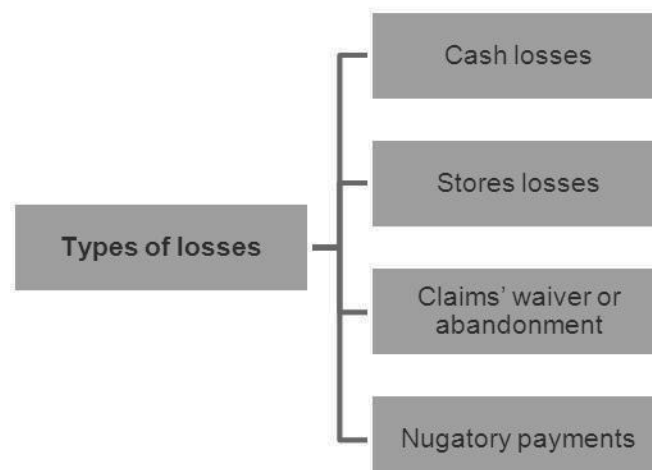 Types of losses
Cash losses
Stores losses
Claims’ waiver or
abandonment
Nugatory payments